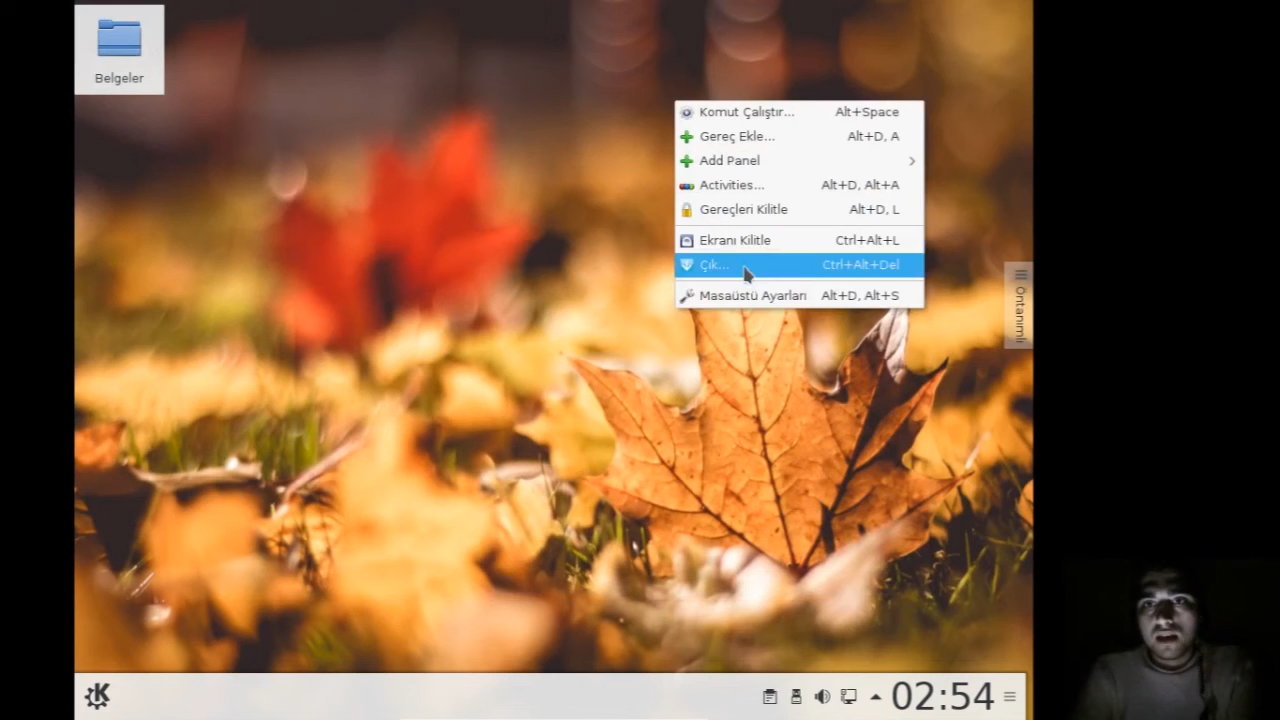 Belgeler
Komut Çalıştır... Alt+Space
Gereç Ekle... Alt+D, A
Add Panel
Activities... Alt+D, Alt+A
Gereçleri Kilitle Alt+D, L
Ekranı Kilitle Ctrl+Alt+L
Çık... Ctrl+Alt+Del
Masaüstü Ayarları Alt+D, Alt+S
Öntanımlı
02:54